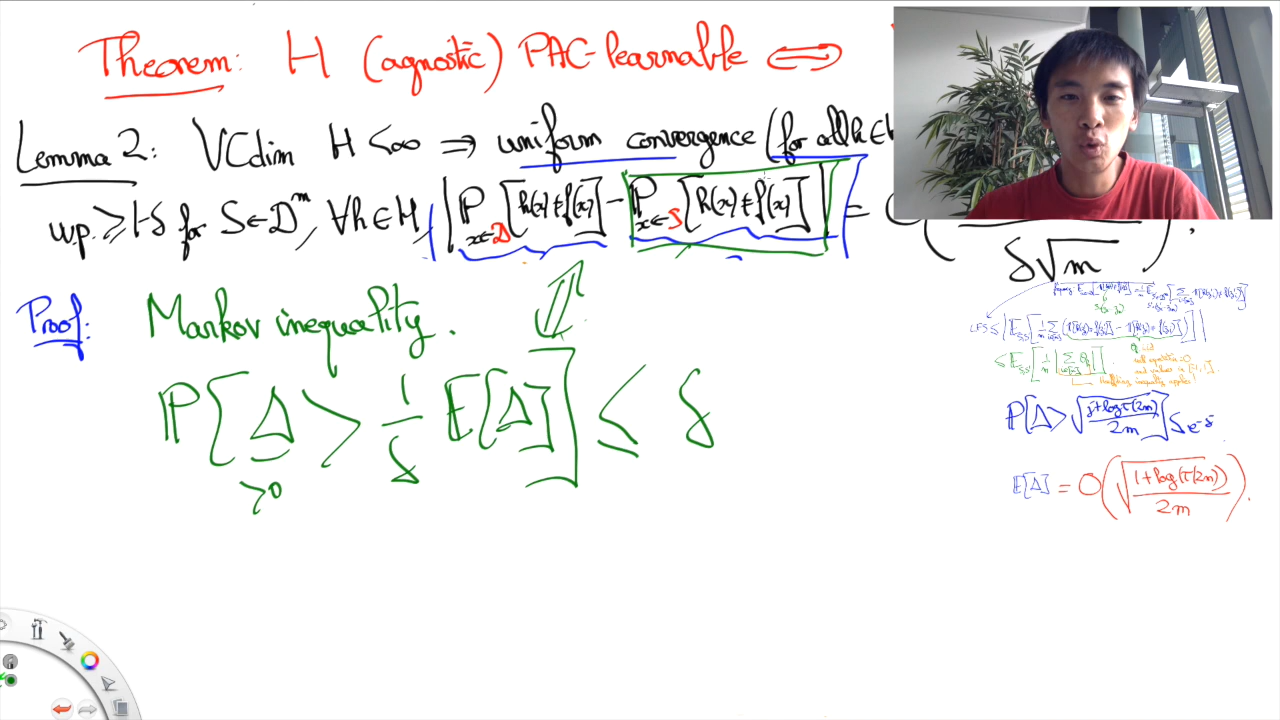 Theorem: H (agnostic) PAC-learnable ⟺
Lemma 2: VCdim H < ∞ ⇒ uniform convergence (for all h ∈ H
w.p. ≥ 1-δ for S ← D^m, ∀h ∈ H, | P_{x←D} [h(x) ≠ f(x)] - P_{x←S} [h(x) ≠ f(x)] | = O( / δ√m ).
Proof: Markov inequality.
P[ Δ > 1/δ E[Δ] ] ≤ δ
≥0
P[Δ > √((j+log τ(2m))/2m)] ≤ e^-j
E[Δ] = O(√((1+log(τ(2m)))/2m)).